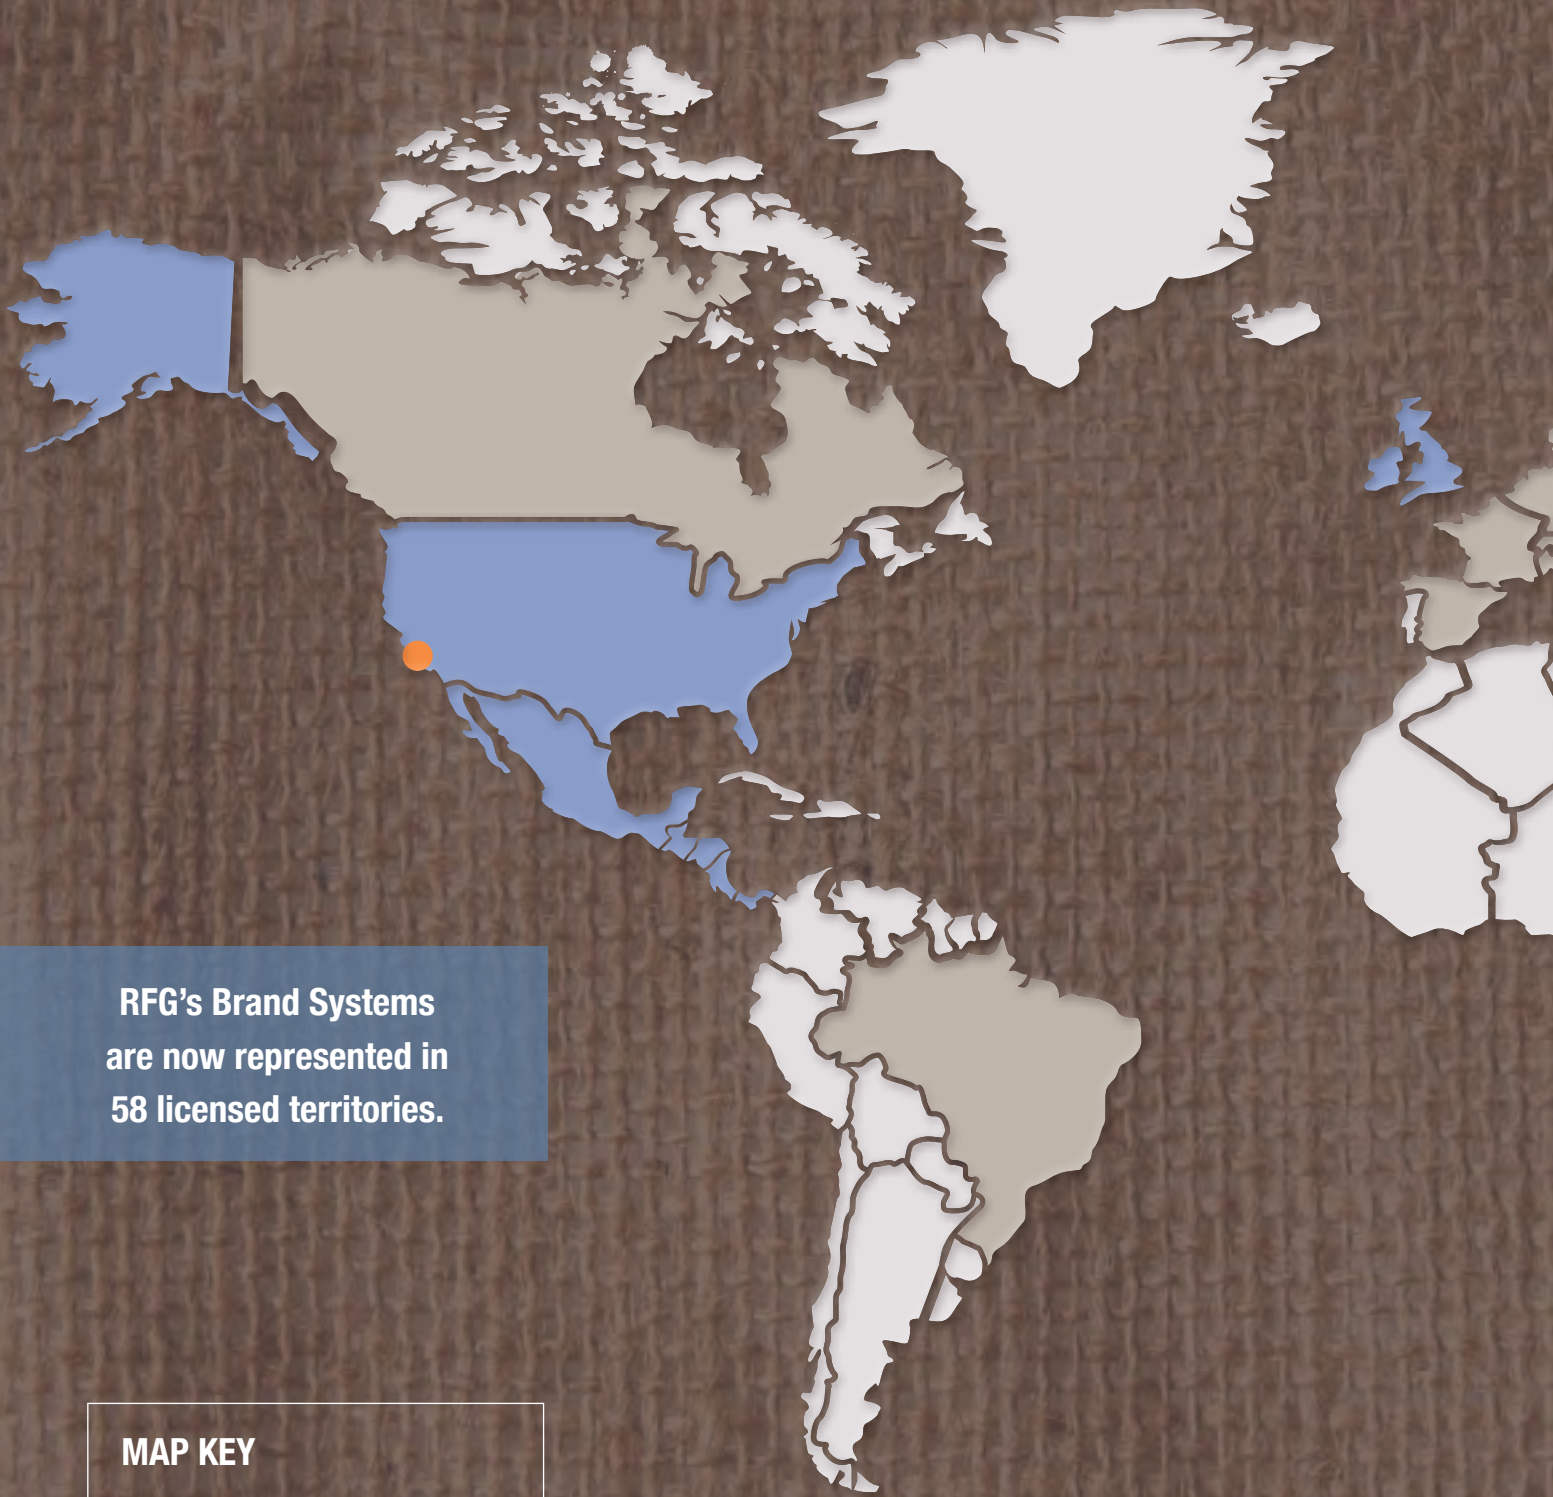 RFG’s Brand Systems
are now represented in
58 licensed territories.
MAP KEY